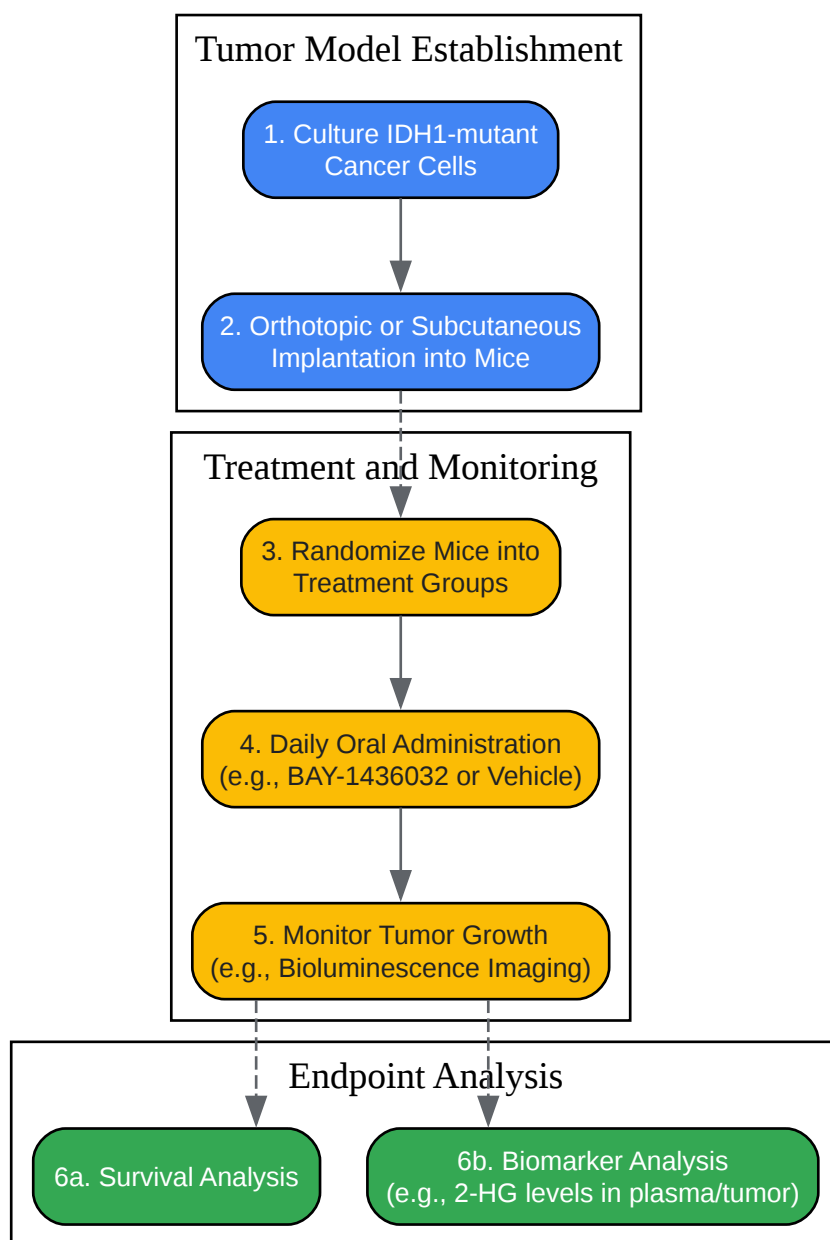 Tumor Model Establishment
1. Culture IDH1-mutant
Cancer Cells
2. Orthotopic or Subcutaneous
Implantation into Mice
Treatment and Monitoring
3. Randomize Mice into
Treatment Groups
4. Daily Oral Administration
(e.g., BAY-1436032 or Vehicle)
5. Monitor Tumor Growth
(e.g., Bioluminescence Imaging)
Endpoint Analysis
6a. Survival Analysis
6b. Biomarker Analysis
(e.g., 2-HG levels in plasma/tumor)